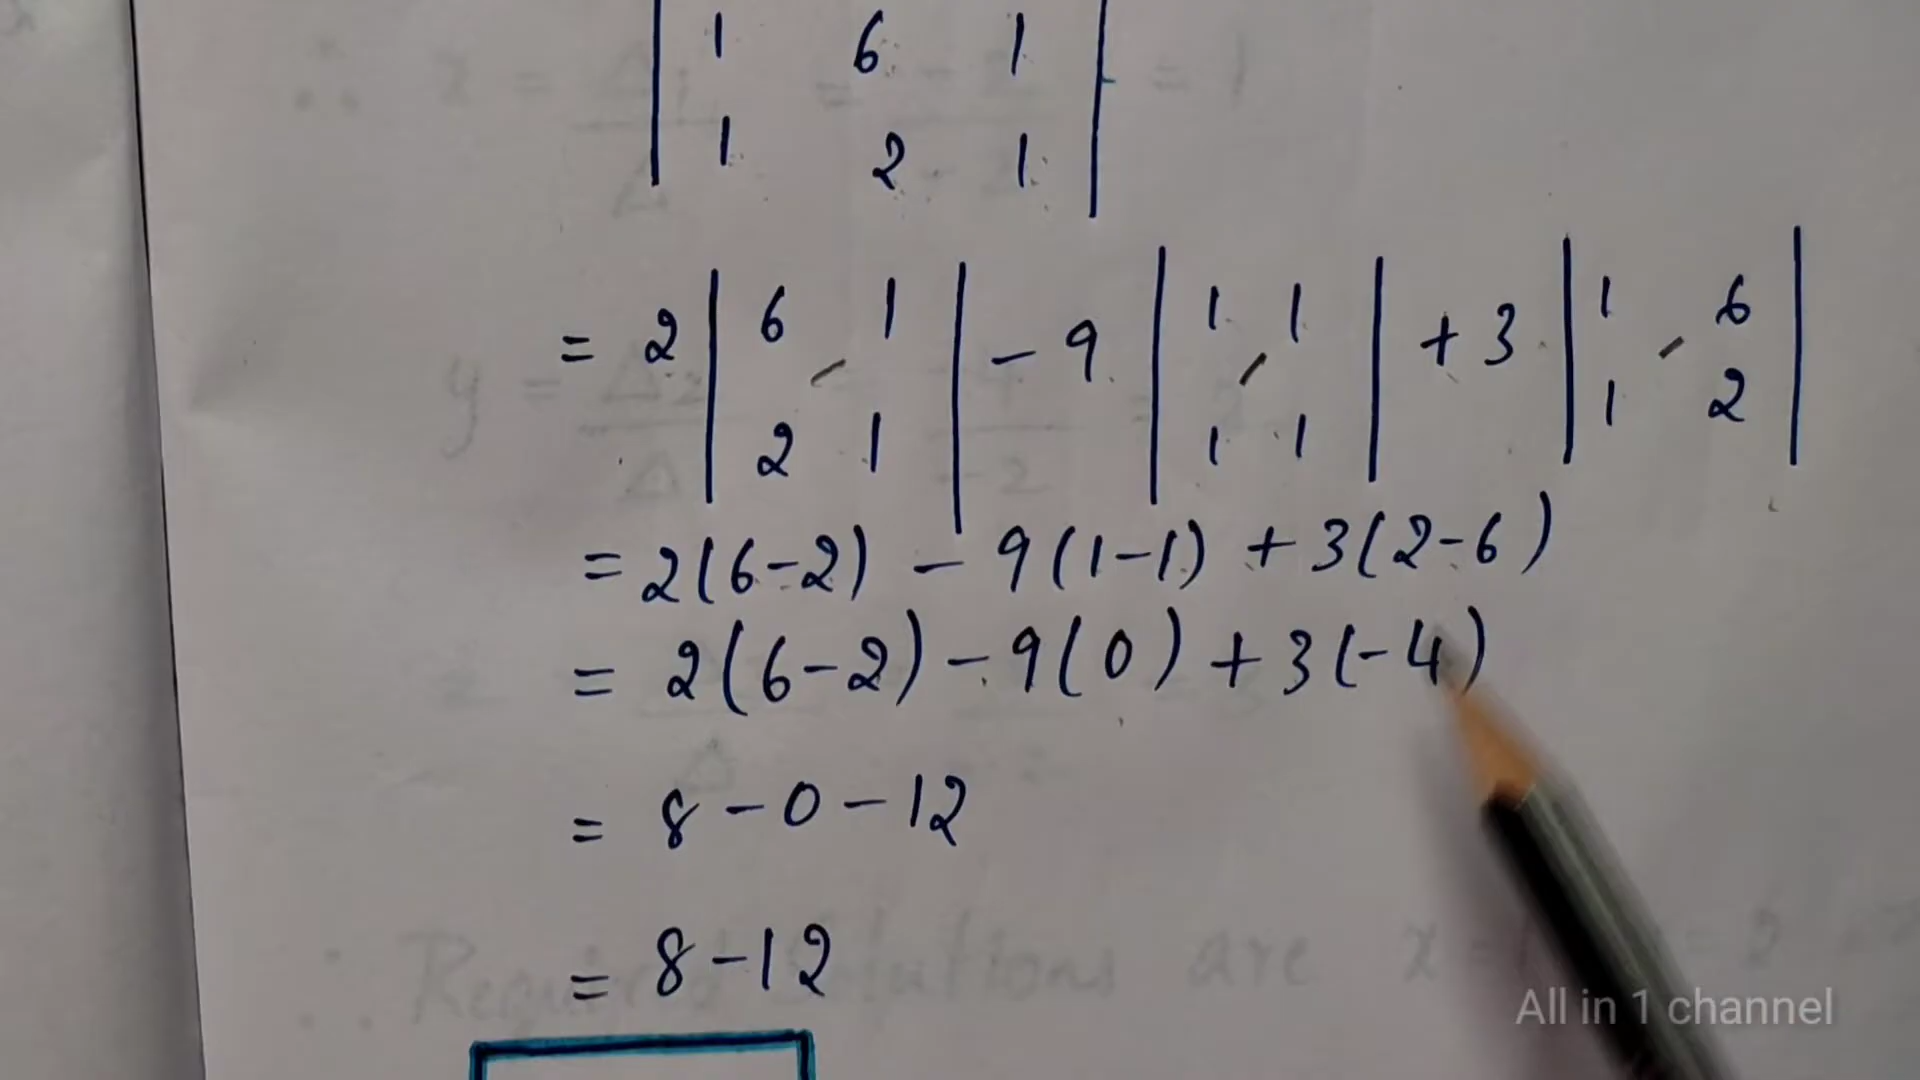 | 1 6 1 |
| 1 2 1 |
= 2 | 6 1 | - 9 | 1 1 | + 3 | 1 6 |
| 2 1 | | 1 1 | | 1 2 |
= 2(6-2) - 9(1-1) + 3(2-6)
= 2(6-2) - 9(0) + 3(-4)
= 8 - 0 - 12
= 8 - 12
All in 1 channel